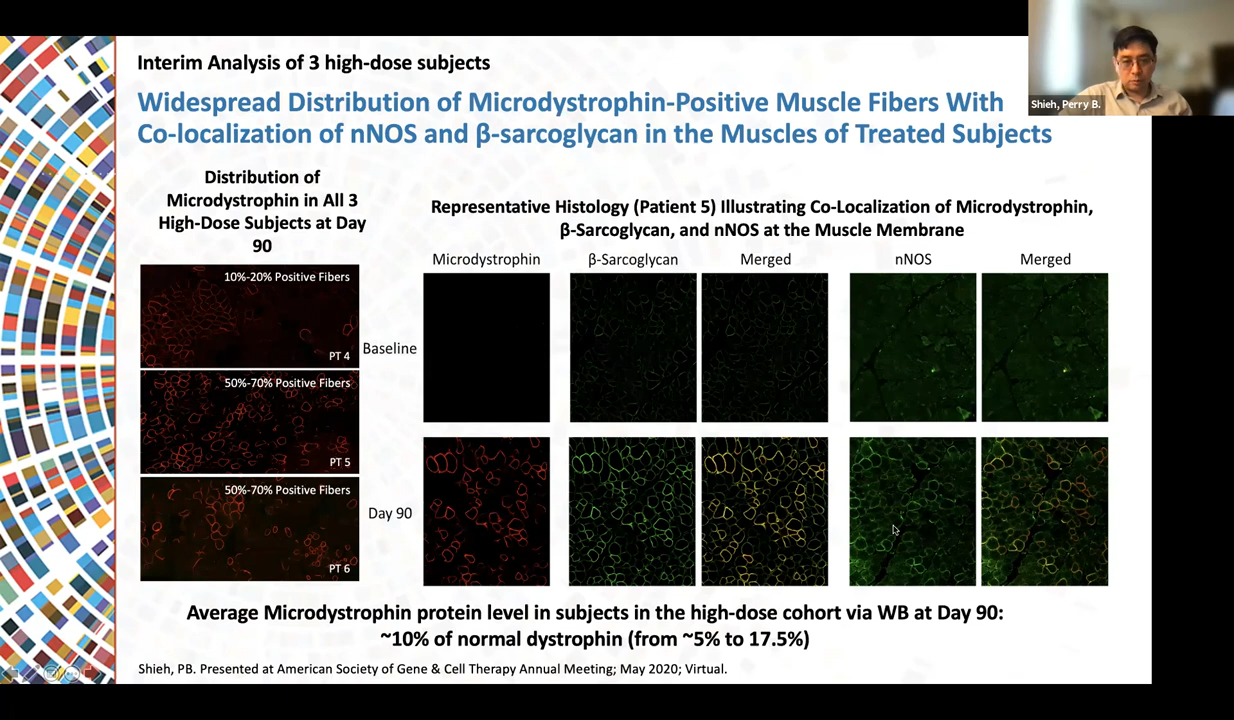 Interim Analysis of 3 high-dose subjects
Widespread Distribution of Microdystrophin-Positive Muscle Fibers With
Co-localization of nNOS and β-sarcoglycan in the Muscles of Treated Subjects
Shieh, Perry B.
Distribution of
Microdystrophin in All 3
High-Dose Subjects at Day
90
10%-20% Positive Fibers
PT 4
50%-70% Positive Fibers
PT 5
50%-70% Positive Fibers
PT 6
Representative Histology (Patient 5) Illustrating Co-Localization of Microdystrophin,
β-Sarcoglycan, and nNOS at the Muscle Membrane
Microdystrophin β-Sarcoglycan Merged nNOS Merged
Baseline
Day 90
Average Microdystrophin protein level in subjects in the high-dose cohort via WB at Day 90:
~10% of normal dystrophin (from ~5% to 17.5%)
Shieh, PB. Presented at American Society of Gene & Cell Therapy Annual Meeting; May 2020; Virtual.